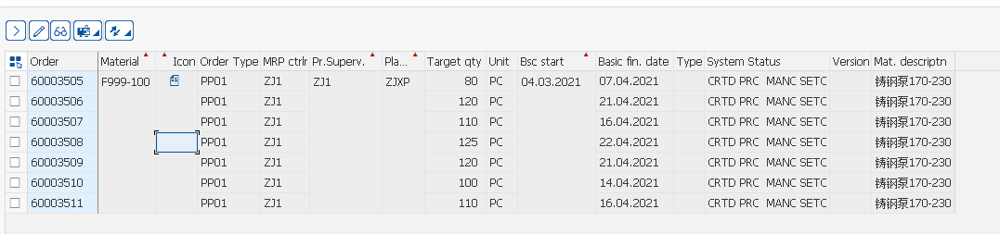 Order Material Icon Order Type MRP ctrlr Pr.Superv. Pla... Target qty Unit Bsc start Basic fin. date Type System Status Version Mat. descriptn
60003505 F999-100 PP01 ZJ1 ZJ1 ZJXP 80 PC 04.03.2021 07.04.2021 CRTD PRC MANC SETC 铸钢泵170-230
60003506 PP01 ZJ1 120 PC 21.04.2021 CRTD PRC MANC SETC 铸钢泵170-230
60003507 PP01 ZJ1 110 PC 16.04.2021 CRTD PRC MANC SETC 铸钢泵170-230
60003508 PP01 ZJ1 125 PC 22.04.2021 CRTD PRC MANC SETC 铸钢泵170-230
60003509 PP01 ZJ1 120 PC 21.04.2021 CRTD PRC MANC SETC 铸钢泵170-230
60003510 PP01 ZJ1 100 PC 14.04.2021 CRTD PRC MANC SETC 铸钢泵170-230
60003511 PP01 ZJ1 110 PC 16.04.2021 CRTD PRC MANC SETC 铸钢泵170-230